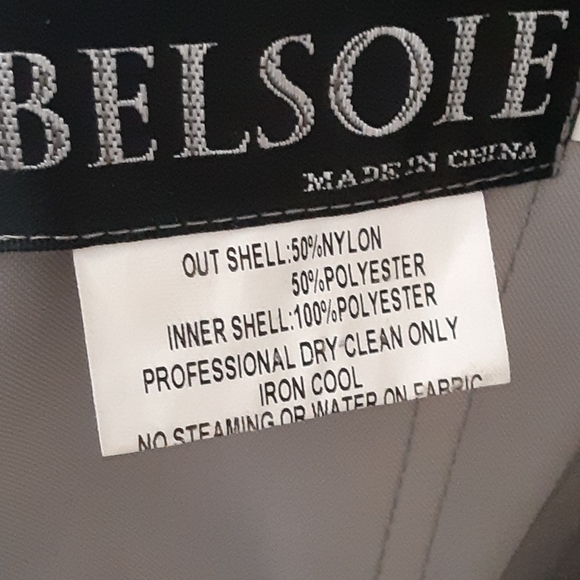 BELSOIE
MADE IN CHINA
OUT SHELL:50%NYLON
50%POLYESTER
INNER SHELL:100%POLYESTER
PROFESSIONAL DRY CLEAN ONLY
IRON COOL
NO STEAMING OR WATER ON FABRIC